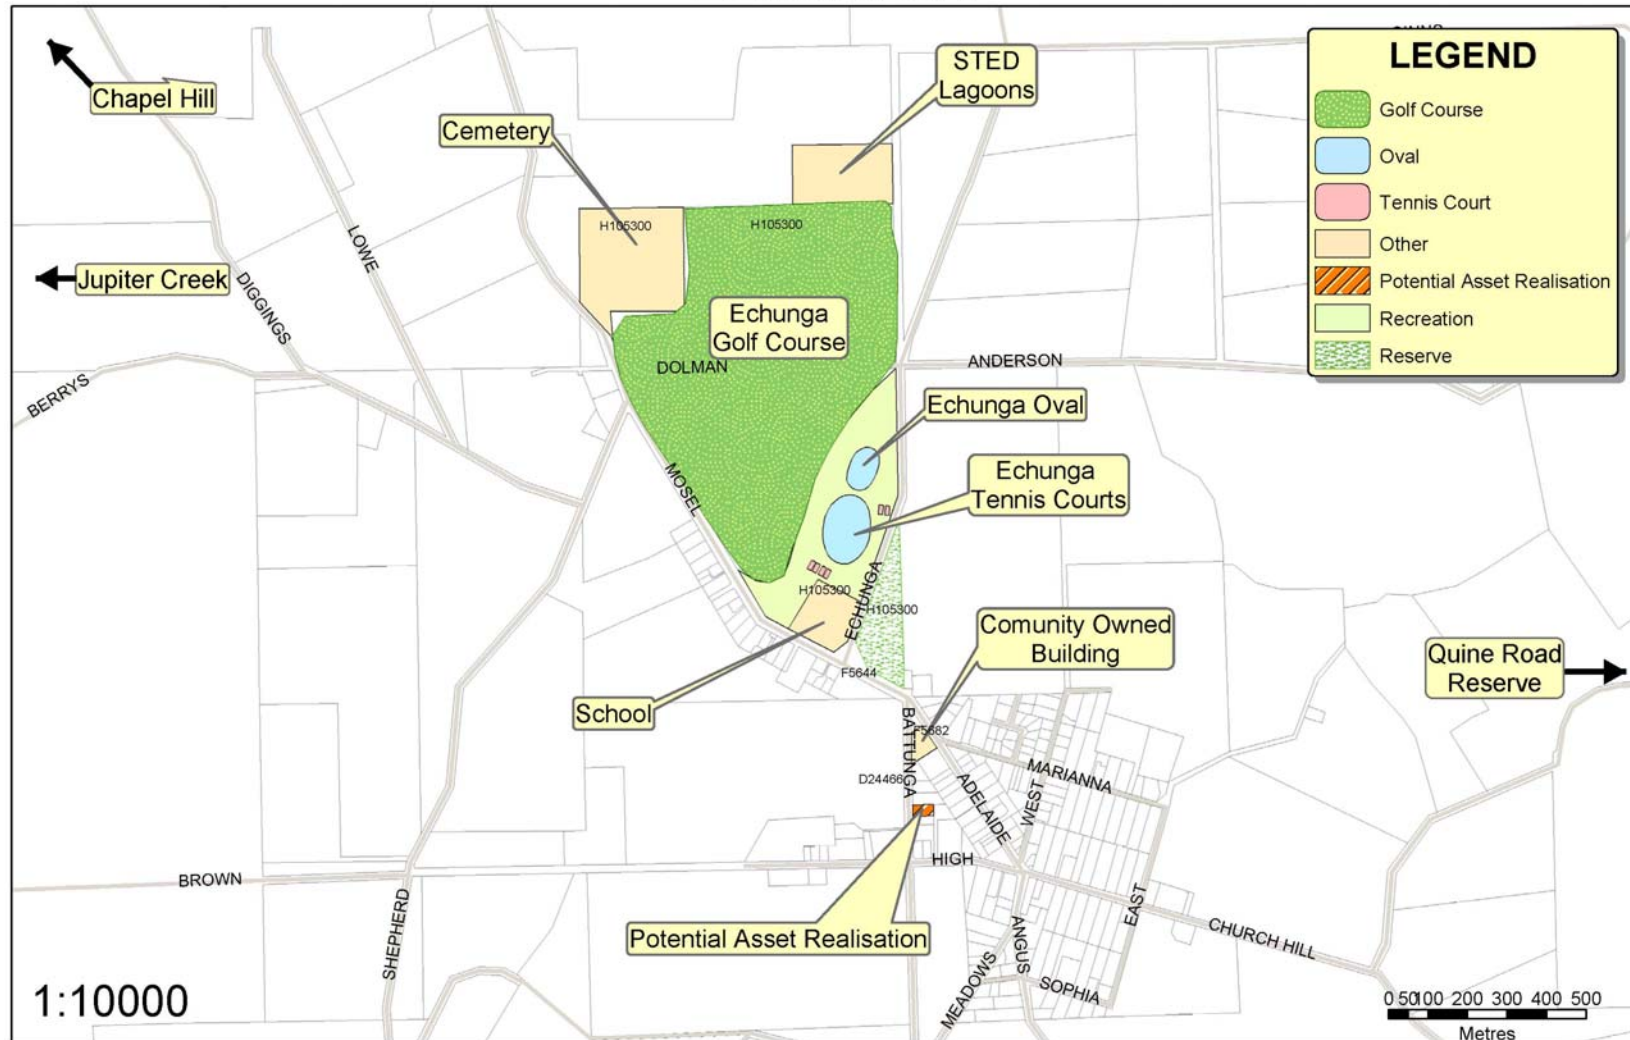 LEGEND
Golf Course
Oval
Tennis Court
Other
Potential Asset Realisation
Recreation
Reserve
Chapel Hill
STED
Lagoons
Cemetery
LOWE
H105300
H105300
Jupiter Creek
DIGGINGS
Echunga
Golf Course
DOLMAN
ANDERSON
BERRYS
Echunga Oval
MOSEL
Echunga
Tennis Courts
H105300
ECHUNGA
H105300
Comunity Owned
Building
F5644
Quine Road
Reserve
School
BATTUNGA
F5682
D24466
MARIANNA
ADELAIDE
WEST
HIGH
BROWN
SHEPHERD
EAST
Potential Asset Realisation
CHURCH HILL
ANGUS
MEADOWS
SOPHIA
1:10000
0 50 100 200 300 400 500
Metres